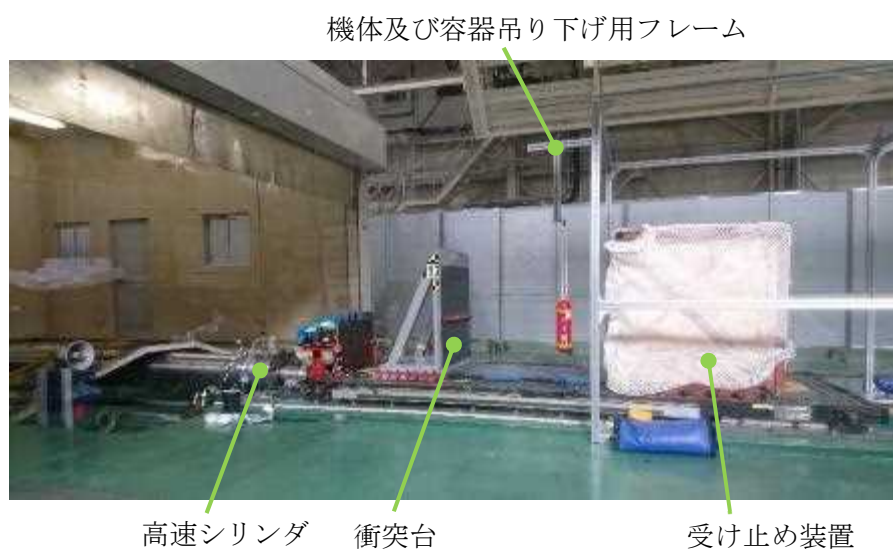 機体及び容器吊り下げ用フレーム
高速シリンダ
衝突台
受け止め装置